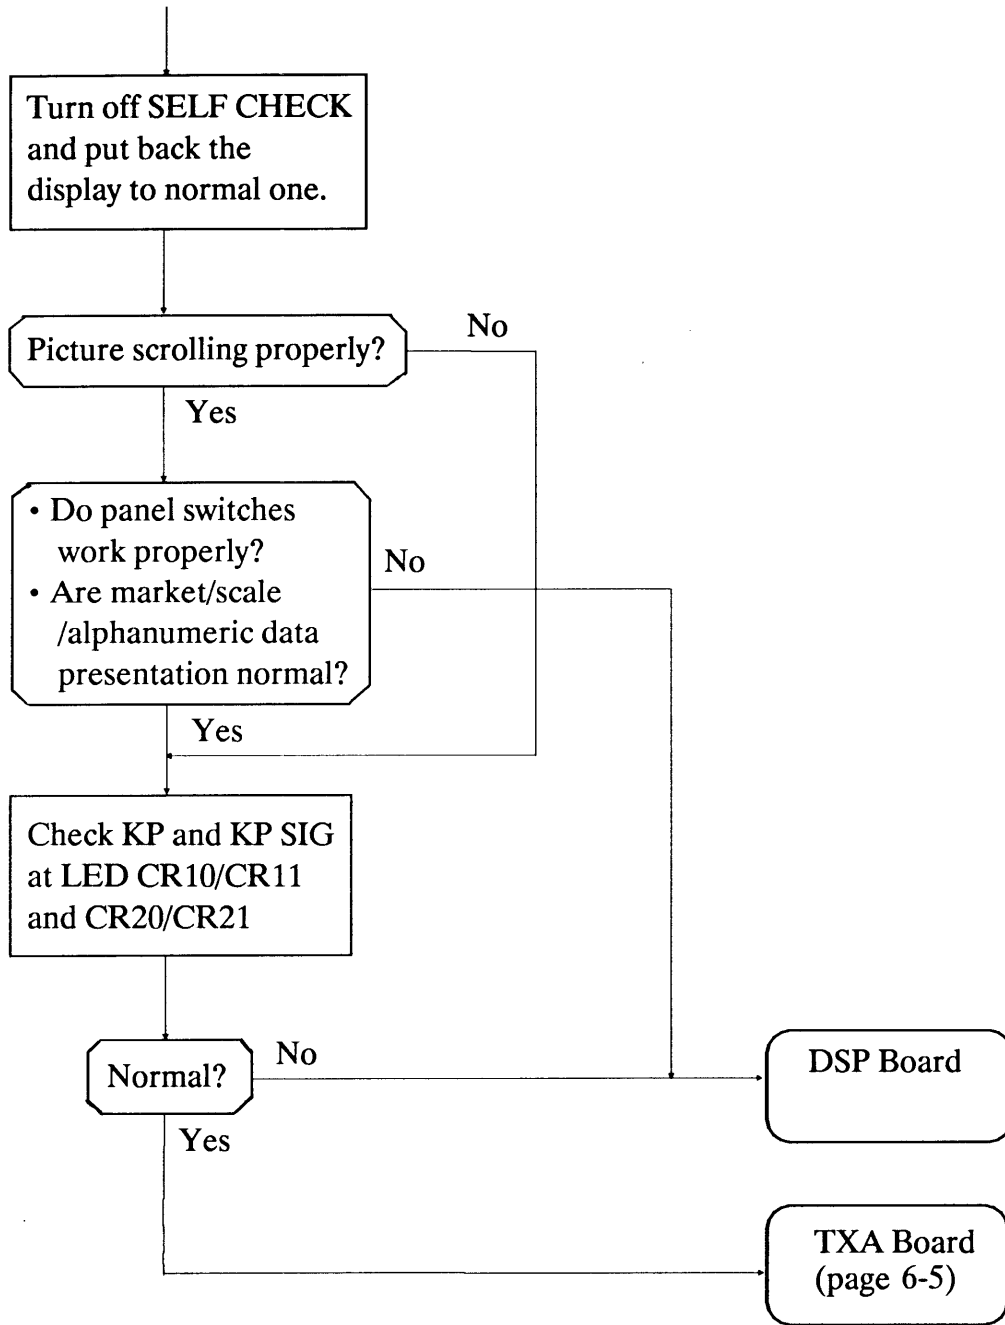 Turn off SELF CHECK
and put back the
display to normal one.
Picture scrolling properly?
No
Yes
• Do panel switches
work properly?
• Are market/scale
/alphanumeric data
presentation normal?
No
Yes
Check KP and KP SIG
at LED CR10/CR11
and CR20/CR21
Normal?
No
Yes
DSP Board
TXA Board
(page 6-5)